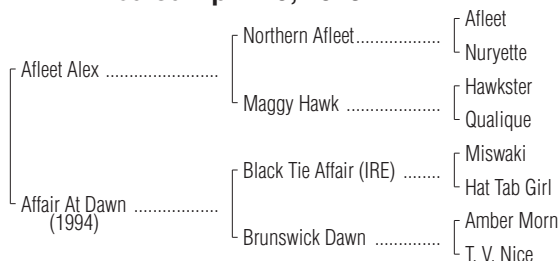 Afleet
Northern Afleet...................
Nuryette
Afleet Alex .........................
Hawkster
Maggy Hawk .....................
Qualique
Miswaki
Black Tie Affair (IRE) ........
Hat Tab Girl
Affair At Dawn ...................
(1994)
Amber Morn
Brunswick Dawn ..............
T. V. Nice